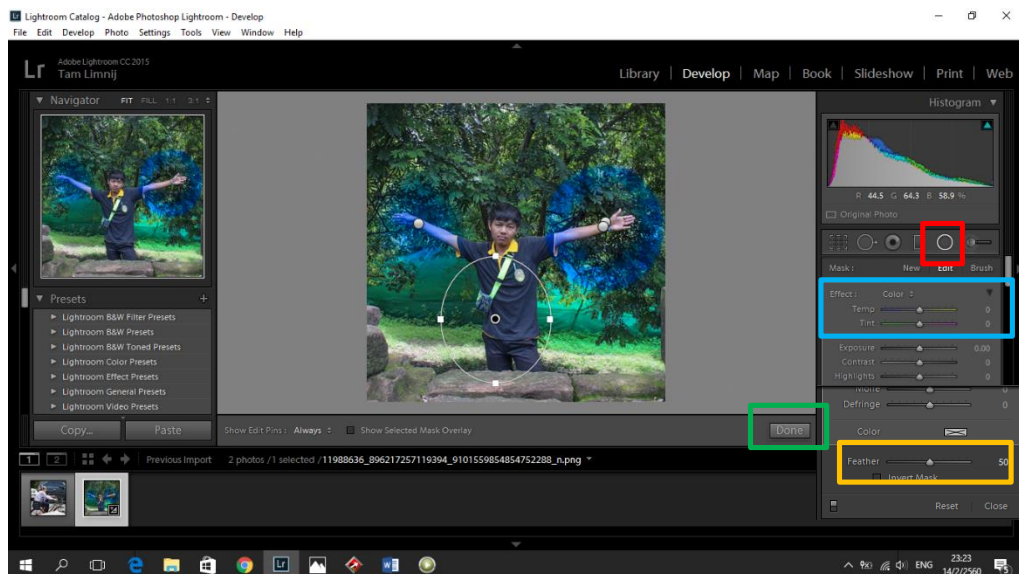 Lightroom Catalog - Adobe Photoshop Lightroom - Develop
File Edit Develop Photo Settings Tools View Window Help
Lr Adobe Lightroom CC 2015
Tam Limnij
Library | Develop | Map | Book | Slideshow | Print | Web
Navigator FIT FILL 1:1 3:1
Histogram
R 44.5 G 64.3 B 58.9 %
Original Photo
Mask : New Edit Brush
Effect : Color
Temp 0
Tint 0
Exposure 0.00
Contrast 0
Highlights 0
Moire 0
Defringe 0
Color
Feather 50
Invert Mask
Reset Close
Presets +
Lightroom B&W Filter Presets
Lightroom B&W Presets
Lightroom B&W Toned Presets
Lightroom Color Presets
Lightroom Effect Presets
Lightroom General Presets
Lightroom Video Presets
Copy... Paste
Show Edit Pins : Always Show Selected Mask Overlay Done
1 2 Previous Import 2 photos / 1 selected / 11988636_896217257119394_9101559854854752288_n.png
Lr ENG 23:23
14/2/2560